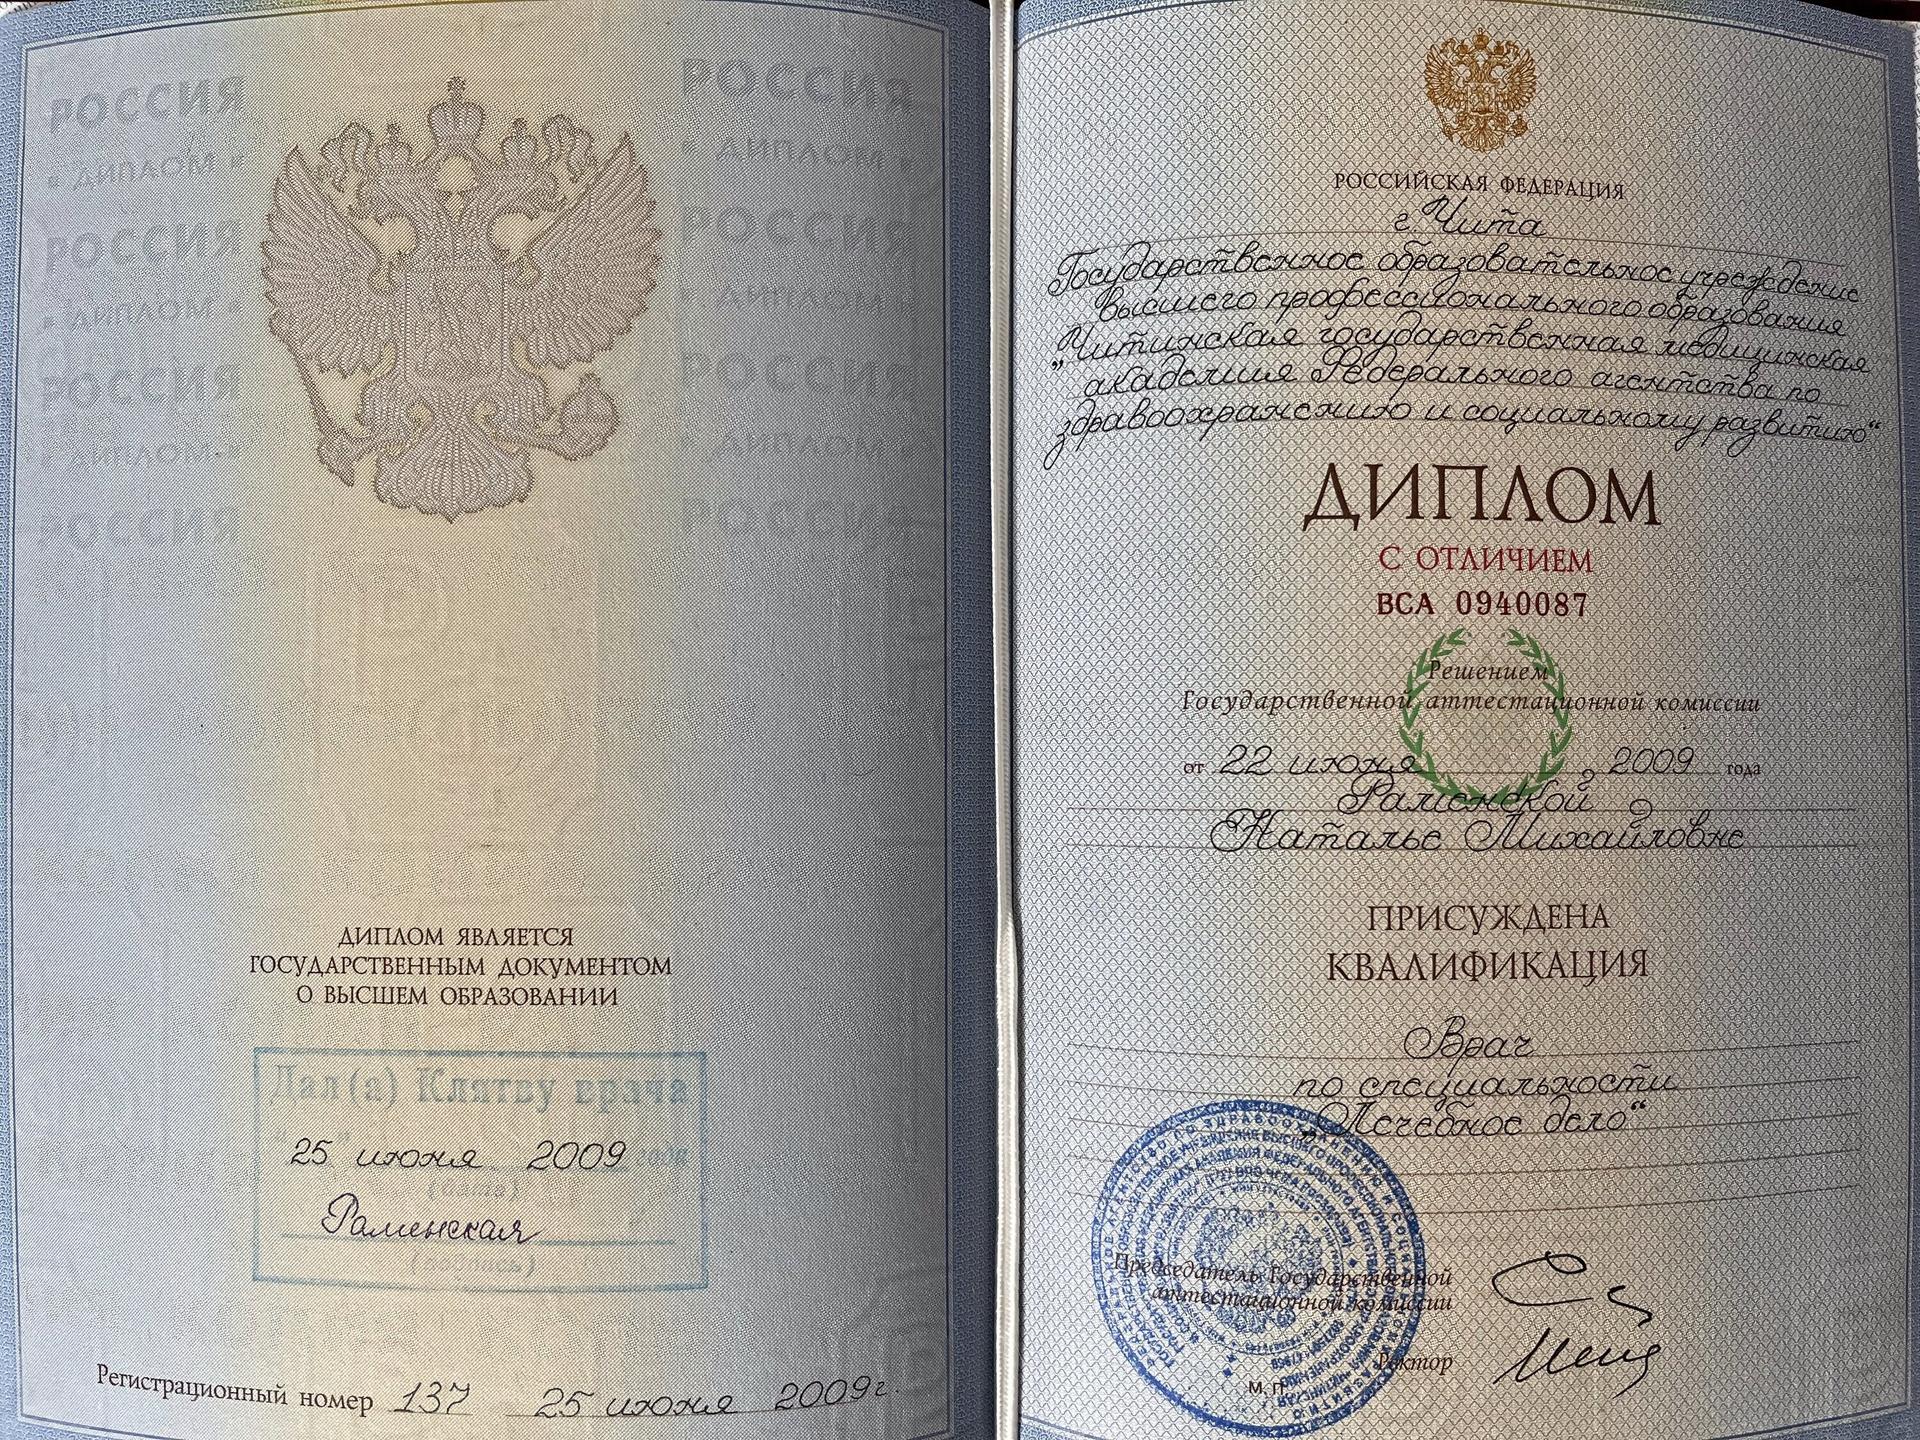 РОССИЯ
ДИПЛОМ
РОССИЯ
ДИПЛОМ
РОССИЯ
ДИПЛОМ
РОССИЯ
РОССИЯ
ДИПЛОМ
РОССИЯ
ДИПЛОМ
РОССИЯ
ДИПЛОМ
РОССИЯ
ДИПЛОМ ЯВЛЯЕТСЯ
ГОСУДАРСТВЕННЫМ ДОКУМЕНТОМ
О ВЫСШЕМ ОБРАЗОВАНИИ
Дал(а) Клятву врача
25 июня 2009 года
(дата)
Раменская
(подпись)
Регистрационный номер 137 25 июня 2009г.
РОССИЙСКАЯ ФЕДЕРАЦИЯ
г. Чита
Государственное образовательное учреждение
высшего профессионального образования
"Читинская государственная медицинская
академия Федерального агентства по
здравоохранению и социальному развитию"
ДИПЛОМ
С ОТЛИЧИЕМ
ВСА 0940087
Решением
Государственной аттестационной комиссии
от 22 июня 2009 года
Раменской
Наталье Михайловне
ПРИСУЖДЕНА
КВАЛИФИКАЦИЯ
Врач
по специальности
„Лечебное дело“
Председатель Государственной
аттестационной комиссии
Ректор
М. П.